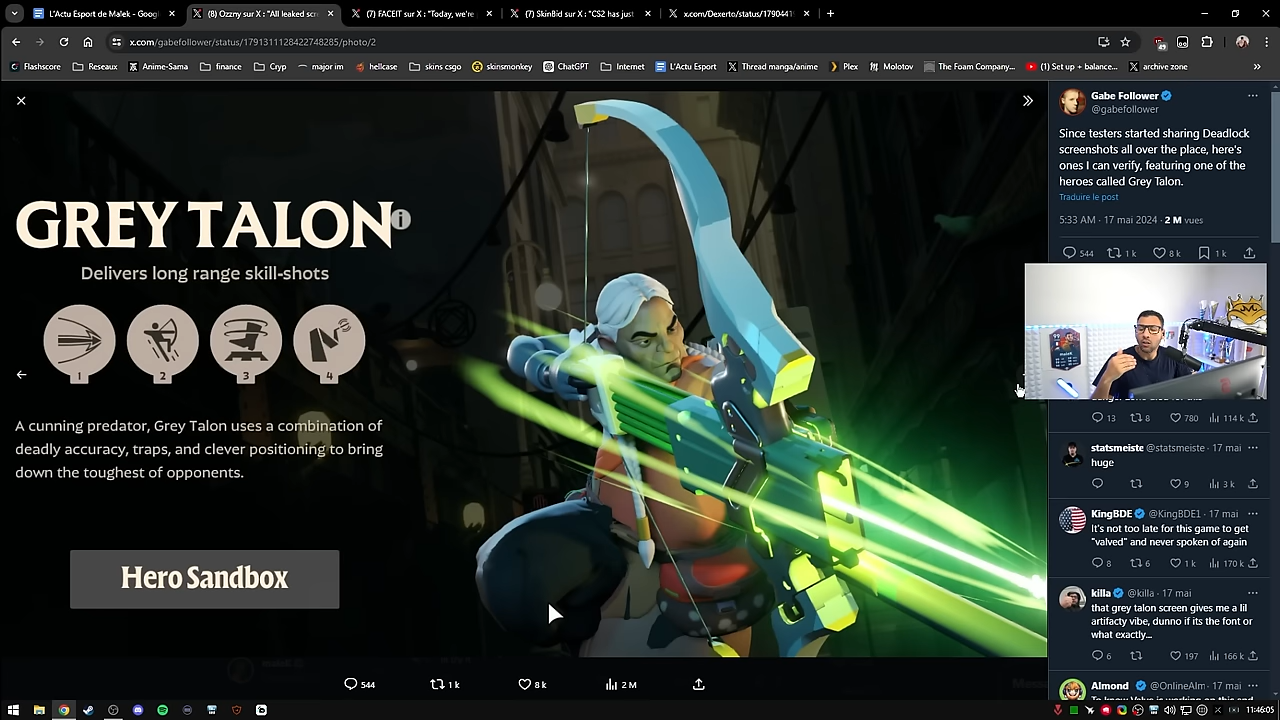 L'Actu Esport de Malek - Googl
(8) Ozzny sur X : "All leaked scr
(7) FACEIT sur X : "Today, we're
(7) SkinBid sur X : "CS2 has just
x.com/Dexerto/status/17904415
x.com/gabefollower/status/1791311128422748285/photo/2
Flashscore
Reseaux
Anime-Sama
finance
Cryp
major im
hellcase
skins csgo
skinsmonkey
ChatGPT
Internet
L'Actu Esport
Thread manga/anime
Plex
Molotov
The Foam Company...
(1) Set up + balance...
archive zone
GREY TALON
Delivers long range skill-shots
1 2 3 4
A cunning predator, Grey Talon uses a combination of
deadly accuracy, traps, and clever positioning to bring
down the toughest of opponents.
Hero Sandbox
544 1 k 8 k 2 M
Gabe Follower
@gabefollower
Since testers started sharing Deadlock
screenshots all over the place, here's
ones I can verify, featuring one of the
heroes called Grey Talon.
Traduire le post
5:33 AM · 17 mai 2024 · 2 M vues
544 1 k 8 k 1 k
13 8 780 114 k
statsmeiste @statsmeiste · 17 mai
huge
9 3 k
KingBDE @KingBDE1 · 17 mai
It's not too late for this game to get
"valved" and never spoken of again
8 6 1 k 170 k
killa @killa · 17 mai
that grey talon screen gives me a lil
artifacty vibe, dunno if its the font or
what exactly...
6 197 166 k
Almond @OnlineAlm · 17 mai
11:46:05